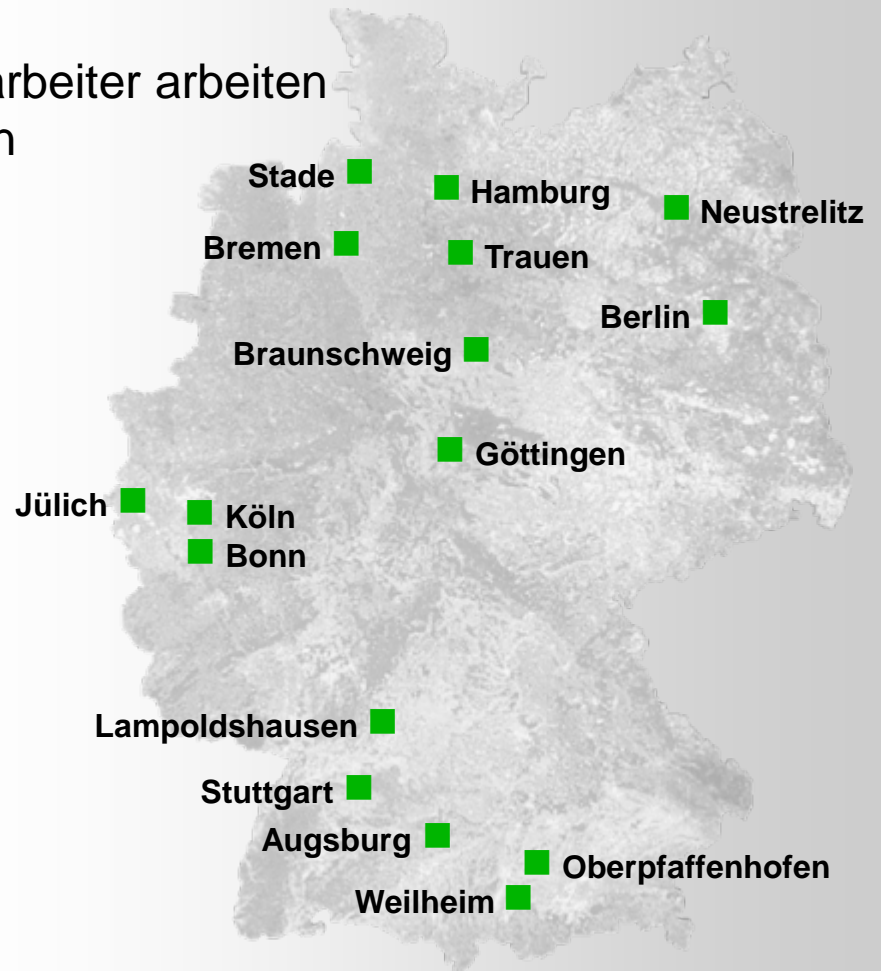 arbeiter arbeiten
Stade
Hamburg
Neustrelitz
Bremen
Trauen
Berlin
Braunschweig
Göttingen
Jülich
Köln
Bonn
Lampoldshausen
Stuttgart
Augsburg
Oberpfaffenhofen
Weilheim